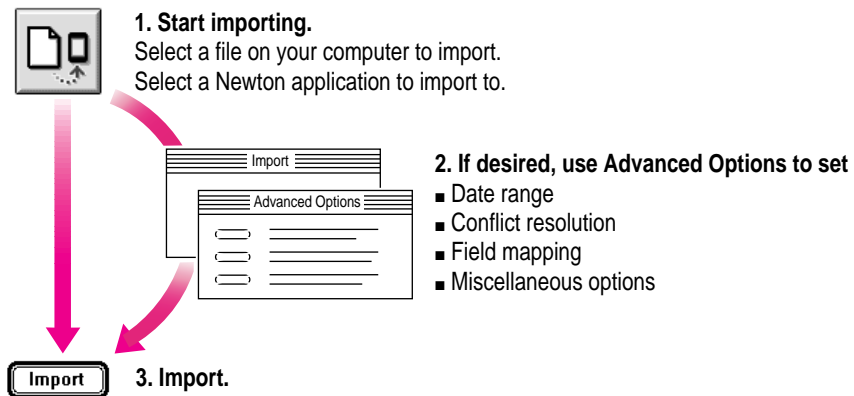 1. Start importing.
Select a file on your computer to import.
Select a Newton application to import to.
Import
Advanced Options
2. If desired, use Advanced Options to set
■ Date range
■ Conflict resolution
■ Field mapping
■ Miscellaneous options
Import
3. Import.